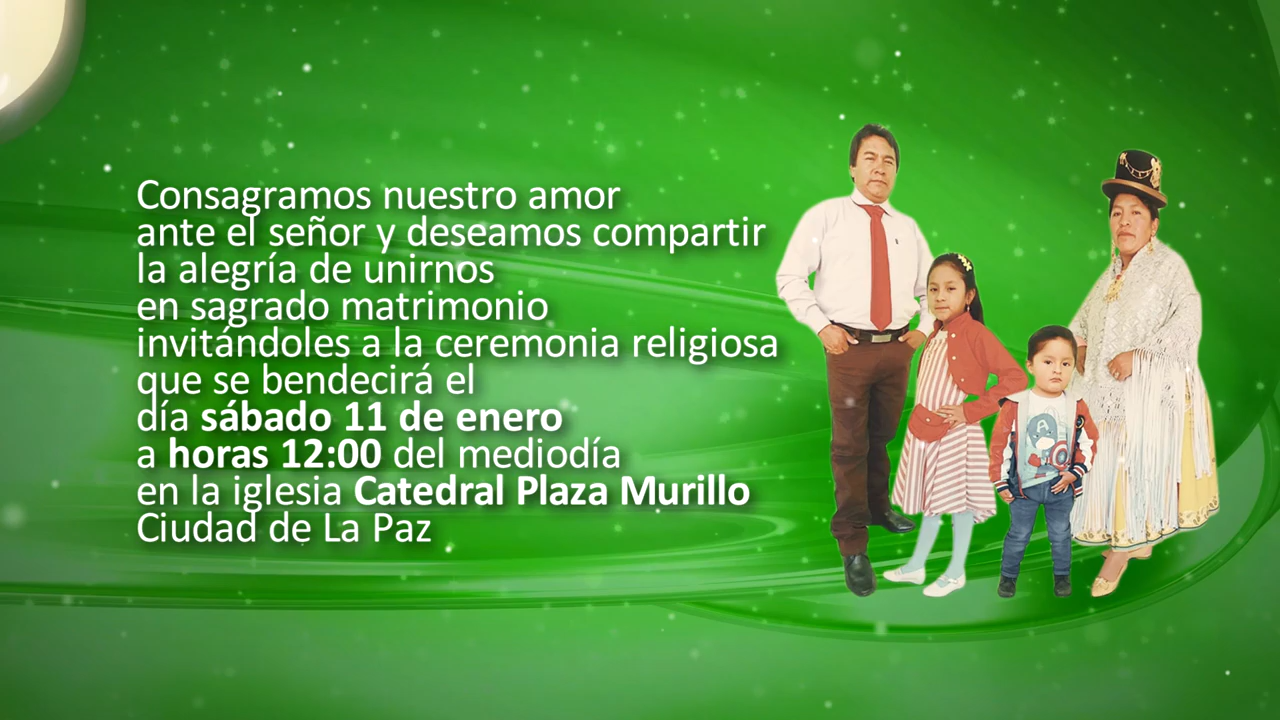 Consagramos nuestro amor
ante el señor y deseamos compartir
la alegría de unirnos
en sagrado matrimonio
invitándoles a la ceremonia religiosa
que se bendecirá el
día sábado 11 de enero
a horas 12:00 del mediodía
en la iglesia Catedral Plaza Murillo
Ciudad de La Paz